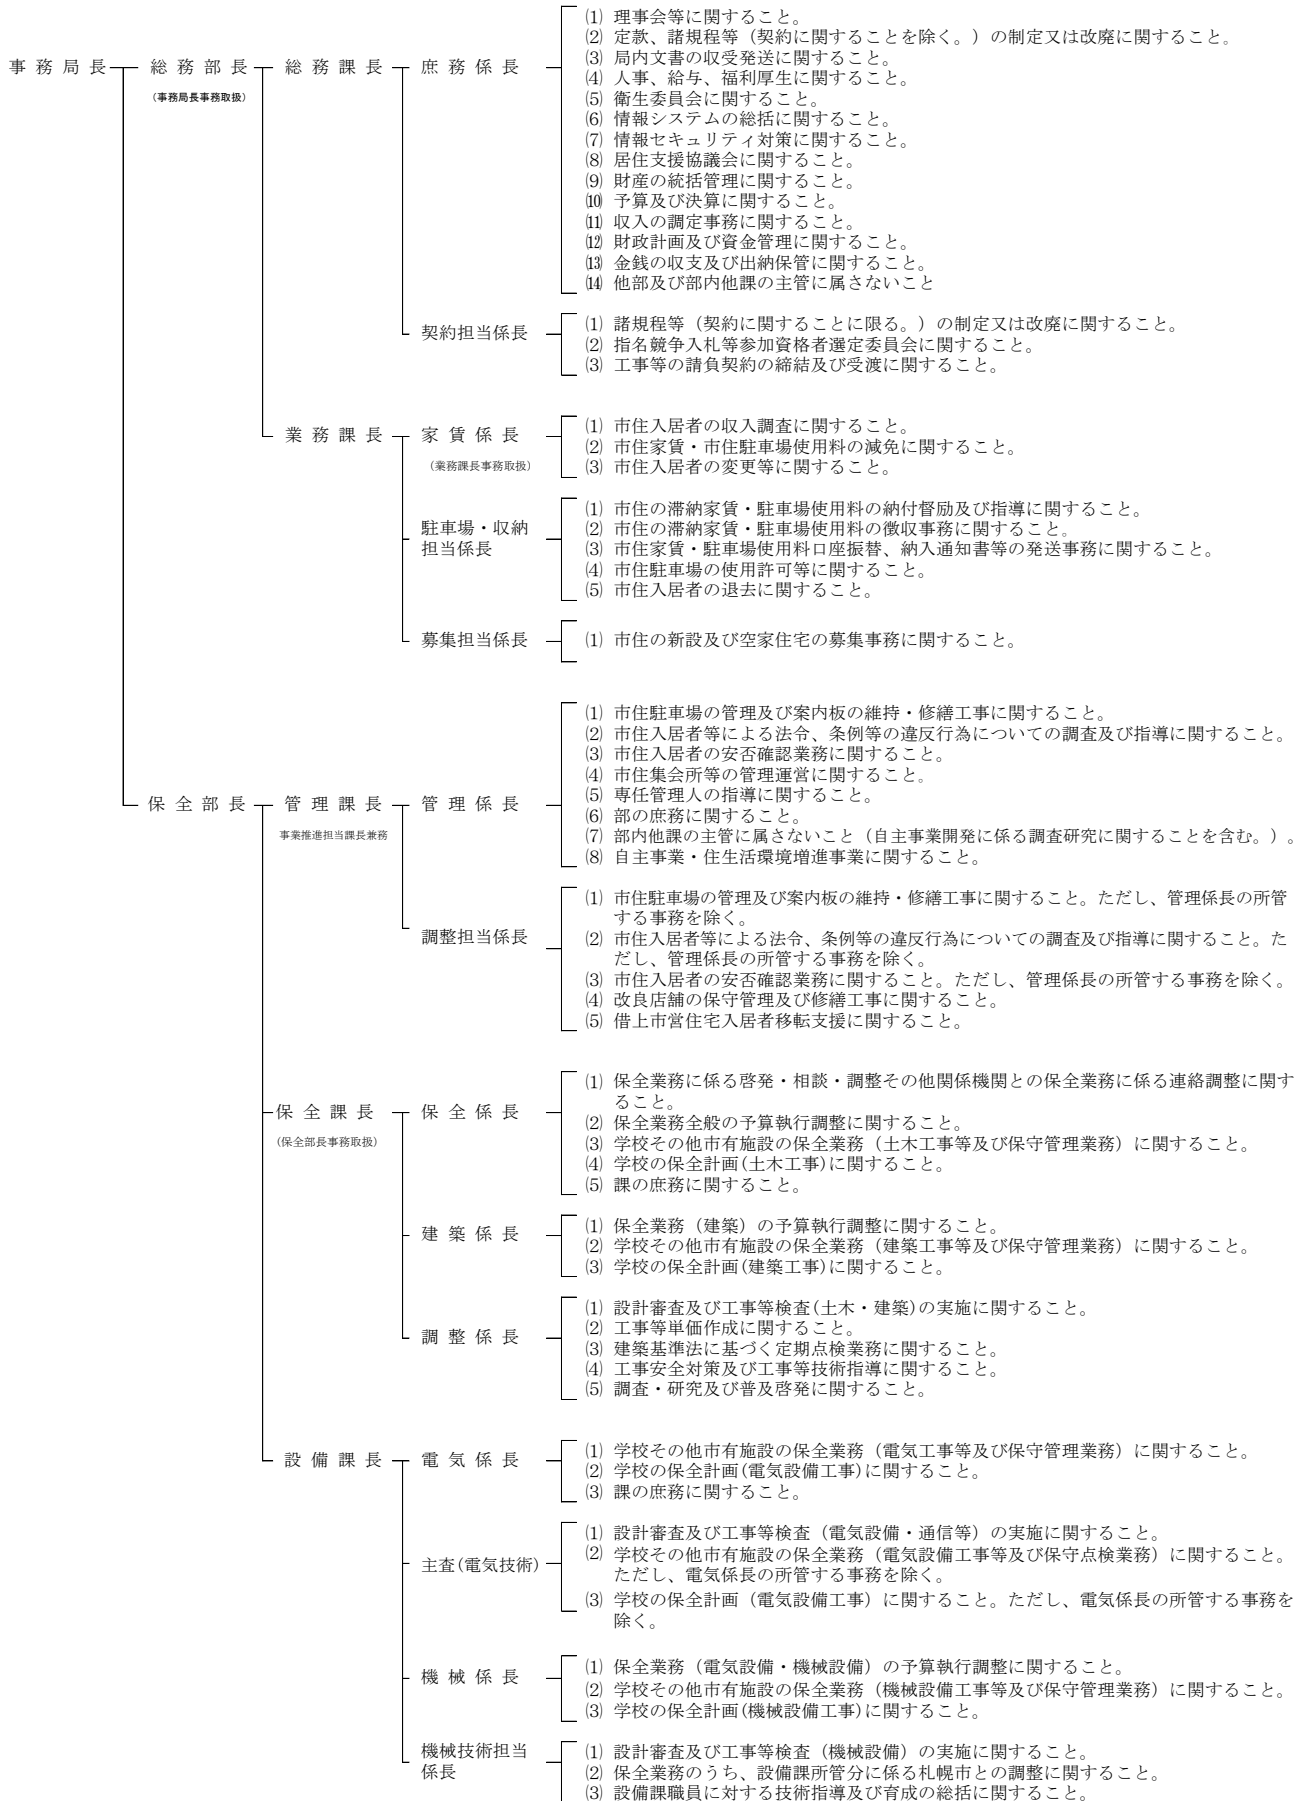 事務局長 総務部長 総務課長 庶務係長
(事務局長事務取扱)
⑴ 理事会等に関すること。
⑵ 定款、諸規程等（契約に関することを除く。）の制定又は改廃に関すること。
⑶ 局内文書の収受発送に関すること。
⑷ 人事、給与、福利厚生に関すること。
⑸ 衛生委員会に関すること。
⑹ 情報システムの総括に関すること。
⑺ 情報セキュリティ対策に関すること。
⑻ 居住支援協議会に関すること。
⑼ 財産の統括管理に関すること。
⑽ 予算及び決算に関すること。
⑾ 収入の調定事務に関すること。
⑿ 財政計画及び資金管理に関すること。
⒀ 金銭の収支及び出納保管に関すること。
⒁ 他部及び部内他課の主管に属さないこと
契約担当係長
⑴ 諸規程等（契約に関することに限る。）の制定又は改廃に関すること。
⑵ 指名競争入札等参加資格者選定委員会に関すること。
⑶ 工事等の請負契約の締結及び受渡に関すること。
業務課長 家賃係長
(業務課長事務取扱)
⑴ 市住入居者の収入調査に関すること。
⑵ 市住家賃・市住駐車場使用料の減免に関すること。
⑶ 市住入居者の変更等に関すること。
駐車場・収納
担当係長
⑴ 市住の滞納家賃・駐車場使用料の納付督励及び指導に関すること。
⑵ 市住の滞納家賃・駐車場使用料の徴収事務に関すること。
⑶ 市住家賃・駐車場使用料口座振替、納入通知書等の発送事務に関すること。
⑷ 市住駐車場の使用許可等に関すること。
⑸ 市住入居者の退去に関すること。
募集担当係長
⑴ 市住の新設及び空家住宅の募集事務に関すること。
保全部長 管理課長 管理係長
事業推進担当課長兼務
⑴ 市住駐車場の管理及び案内板の維持・修繕工事に関すること。
⑵ 市住入居者等による法令、条例等の違反行為についての調査及び指導に関すること。
⑶ 市住入居者の安否確認業務に関すること。
⑷ 市住集会所等の管理運営に関すること。
⑸ 専任管理人の指導に関すること。
⑹ 部の庶務に関すること。
⑺ 部内他課の主管に属さないこと（自主事業開発に係る調査研究に関することを含む。）。
⑻ 自主事業・住生活環境増進事業に関すること。
調整担当係長
⑴ 市住駐車場の管理及び案内板の維持・修繕工事に関すること。ただし、管理係長の所管
する事務を除く。
⑵ 市住入居者等による法令、条例等の違反行為についての調査及び指導に関すること。た
だし、管理係長の所管する事務を除く。
⑶ 市住入居者の安否確認業務に関すること。ただし、管理係長の所管する事務を除く。
⑷ 改良店舗の保守管理及び修繕工事に関すること。
⑸ 借上市営住宅入居者移転支援に関すること。
保全課長 保全係長
(保全部長事務取扱)
⑴ 保全業務に係る啓発・相談・調整その他関係機関との保全業務に係る連絡調整に関す
ること。
⑵ 保全業務全般の予算執行調整に関すること。
⑶ 学校その他市有施設の保全業務（土木工事等及び保守管理業務）に関すること。
⑷ 学校の保全計画(土木工事)に関すること。
⑸ 課の庶務に関すること。
建築係長
⑴ 保全業務（建築）の予算執行調整に関すること。
⑵ 学校その他市有施設の保全業務（建築工事等及び保守管理業務）に関すること。
⑶ 学校の保全計画(建築工事)に関すること。
調整係長
⑴ 設計審査及び工事等検査(土木・建築)の実施に関すること。
⑵ 工事等単価作成に関すること。
⑶ 建築基準法に基づく定期点検業務に関すること。
⑷ 工事安全対策及び工事等技術指導に関すること。
⑸ 調査・研究及び普及啓発に関すること。
設備課長 電気係長
⑴ 学校その他市有施設の保全業務（電気工事等及び保守管理業務）に関すること。
⑵ 学校の保全計画(電気設備工事)に関すること。
⑶ 課の庶務に関すること。
主査(電気技術)
⑴ 設計審査及び工事等検査（電気設備・通信等）の実施に関すること。
⑵ 学校その他市有施設の保全業務（電気設備工事等及び保守点検業務）に関すること。
ただし、電気係長の所管する事務を除く。
⑶ 学校の保全計画（電気設備工事）に関すること。ただし、電気係長の所管する事務を
除く。
機械係長
⑴ 保全業務（電気設備・機械設備）の予算執行調整に関すること。
⑵ 学校その他市有施設の保全業務（機械設備工事等及び保守管理業務）に関すること。
⑶ 学校の保全計画(機械設備工事)に関すること。
機械技術担当
係長
⑴ 設計審査及び工事等検査（機械設備）の実施に関すること。
⑵ 保全業務のうち、設備課所管分に係る札幌市との調整に関すること。
⑶ 設備課職員に対する技術指導及び育成の総括に関すること。